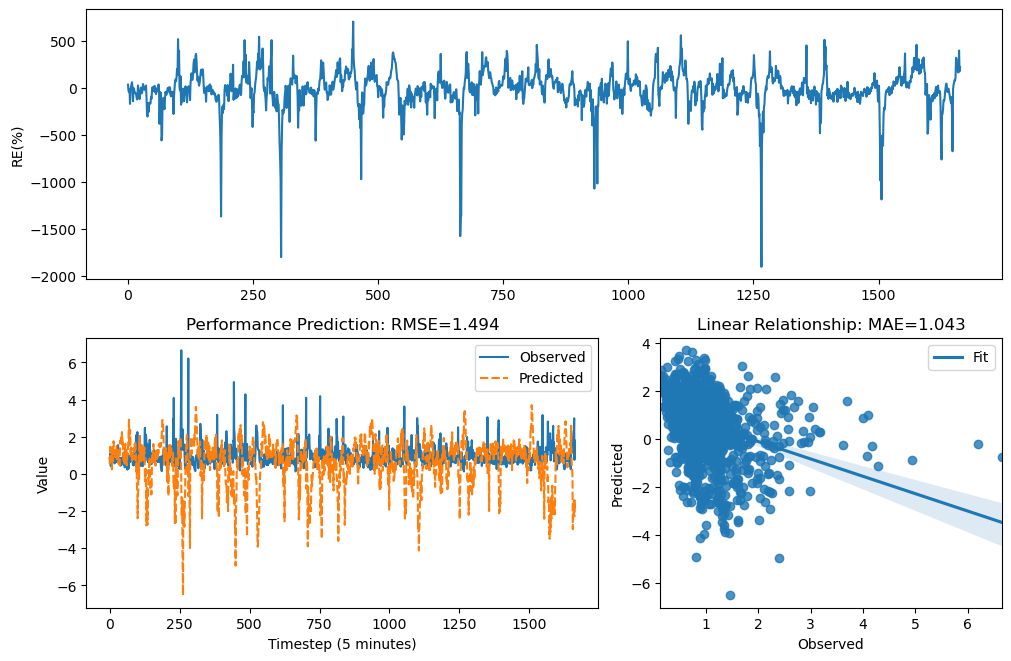 500
0
−500
−1000
−1500
−2000
RE(%)
0 250 500 750 1000 1250 1500
Performance Prediction: RMSE=1.494
Observed
Predicted
6
4
2
0
−2
−4
−6
Value
0 250 500 750 1000 1250 1500
Timestep (5 minutes)
Linear Relationship: MAE=1.043
Fit
4
2
0
−2
−4
−6
Predicted
1 2 3 4 5 6
Observed